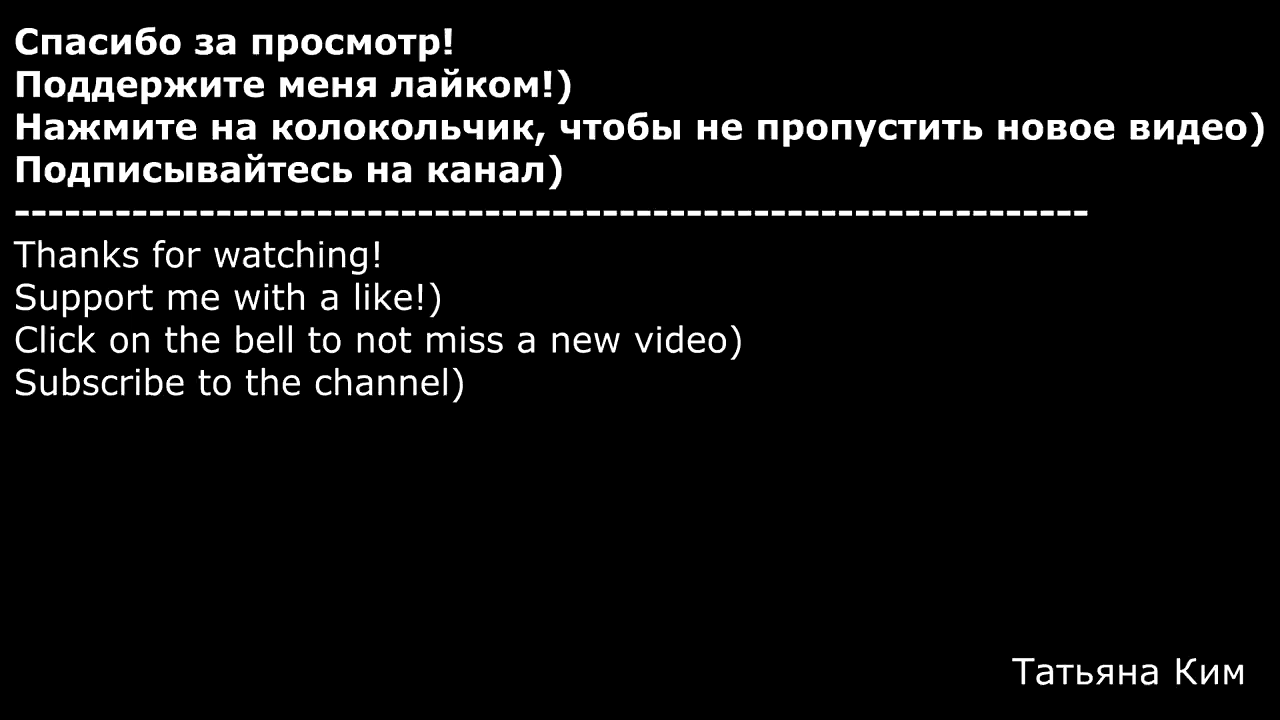 Спасибо за просмотр!
Поддержите меня лайком!)
Нажмите на колокольчик, чтобы не пропустить новое видео)
Подписывайтесь на канал)
----------------------------------------------------------------
Thanks for watching!
Support me with a like!)
Click on the bell to not miss a new video)
Subscribe to the channel)
Татьяна Ким